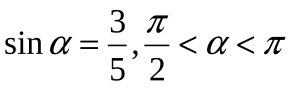 sin α = 3/5, π/2 < α < π